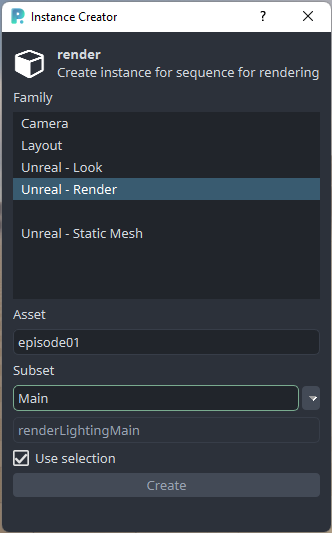 Instance Creator
?
render
Create instance for sequence for rendering
Family
Camera
Layout
Unreal - Look
Unreal - Render
Unreal - Static Mesh
Asset
episode01
Subset
Main
renderLightingMain
Use selection
Create